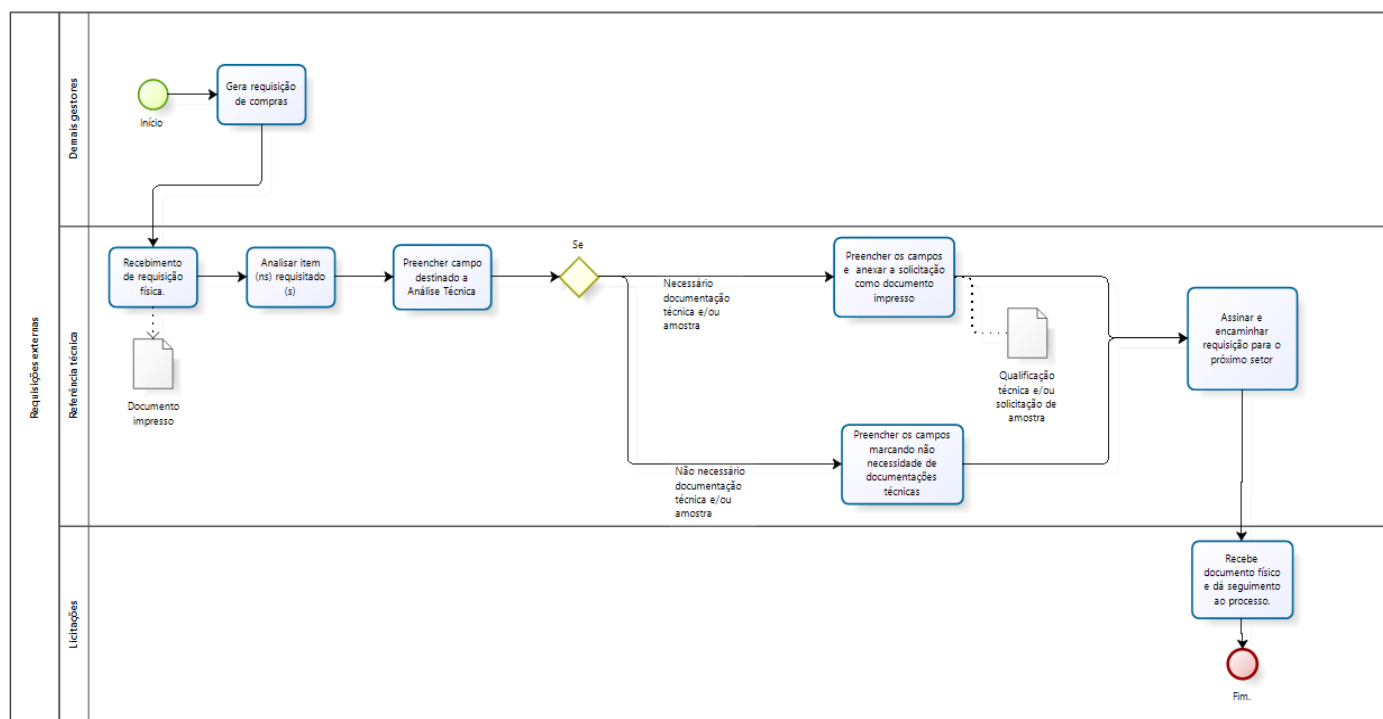 Requisições externas
Demais gestores
Início
Gera requisição
de compras
Referência técnica
Recebimento
de requisição
física.
Documento
impresso
Analisar item
(ns) requisitado
(s)
Preencher campo
destinado a
Análise Técnica
Se
Necessário
documentação
técnica e/ou
amostra
Preencher os campos
e anexar a solicitação
como documento
impresso
Qualificação
técnica e/ou
solicitação de
amostra
Não necessário
documentação
técnica e/ou
amostra
Preencher os campos
marcando não
necessidade de
documentações
técnicas
Assinar e
encaminhar
requisição para o
próximo setor
Licitações
Recebe
documento físico
e dá seguimento
ao processo.
Fim.